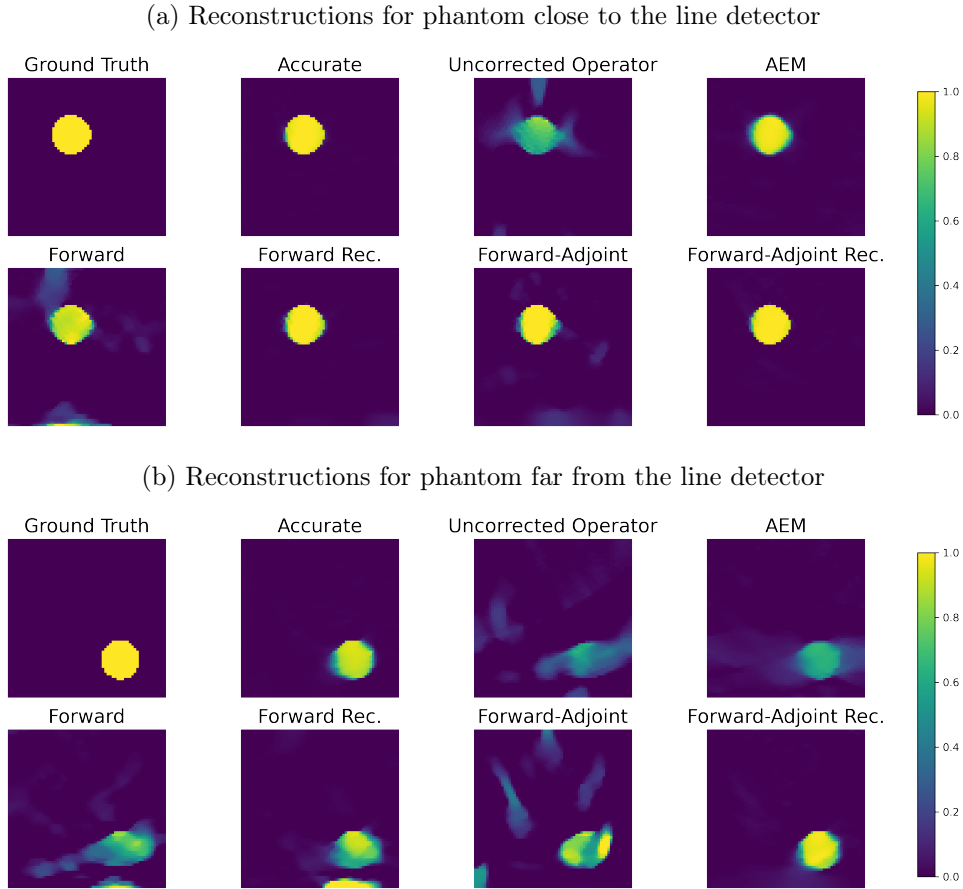 (a) Reconstructions for phantom close to the line detector
Ground Truth Accurate Uncorrected Operator AEM
1.0
0.8
0.6
Forward Forward Rec. Forward-Adjoint Forward-Adjoint Rec.
0.4
0.2
0.0
(b) Reconstructions for phantom far from the line detector
Ground Truth Accurate Uncorrected Operator AEM
1.0
0.8
0.6
Forward Forward Rec. Forward-Adjoint Forward-Adjoint Rec.
0.4
0.2
0.0